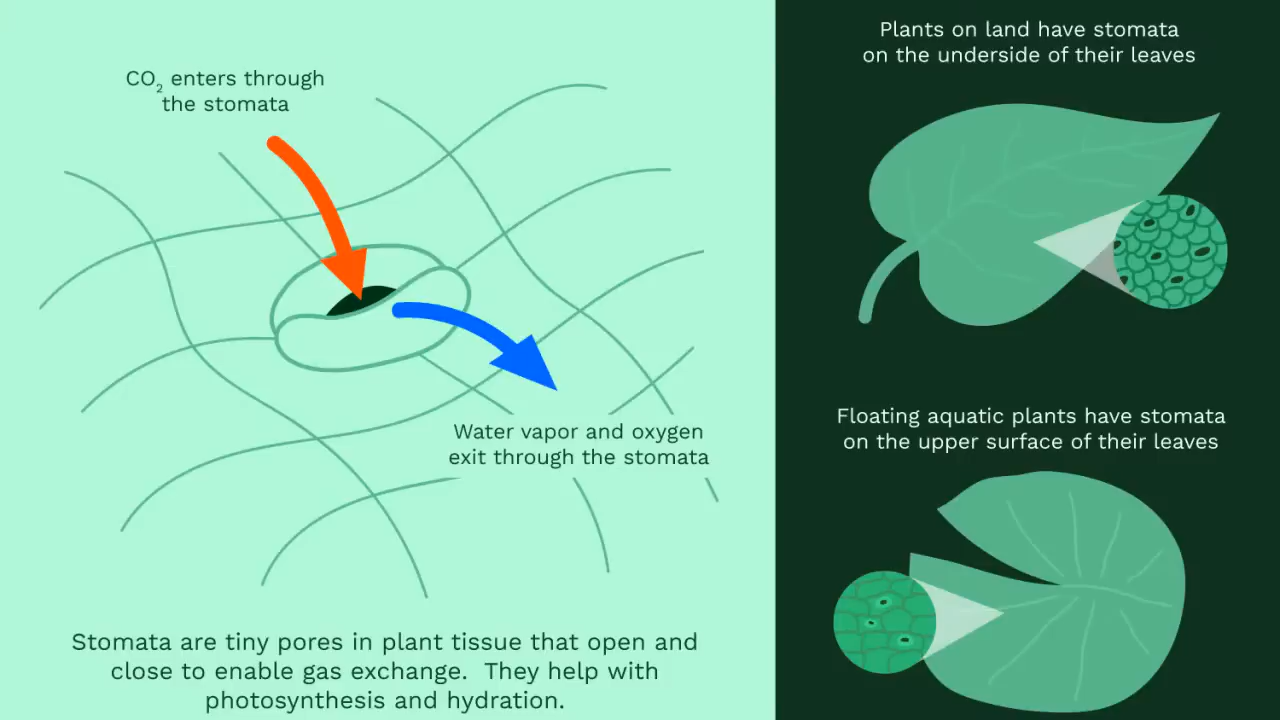 CO₂ enters through
the stomata
Water vapor and oxygen
exit through the stomata
Stomata are tiny pores in plant tissue that open and
close to enable gas exchange.  They help with
photosynthesis and hydration.
Plants on land have stomata
on the underside of their leaves
Floating aquatic plants have stomata
on the upper surface of their leaves